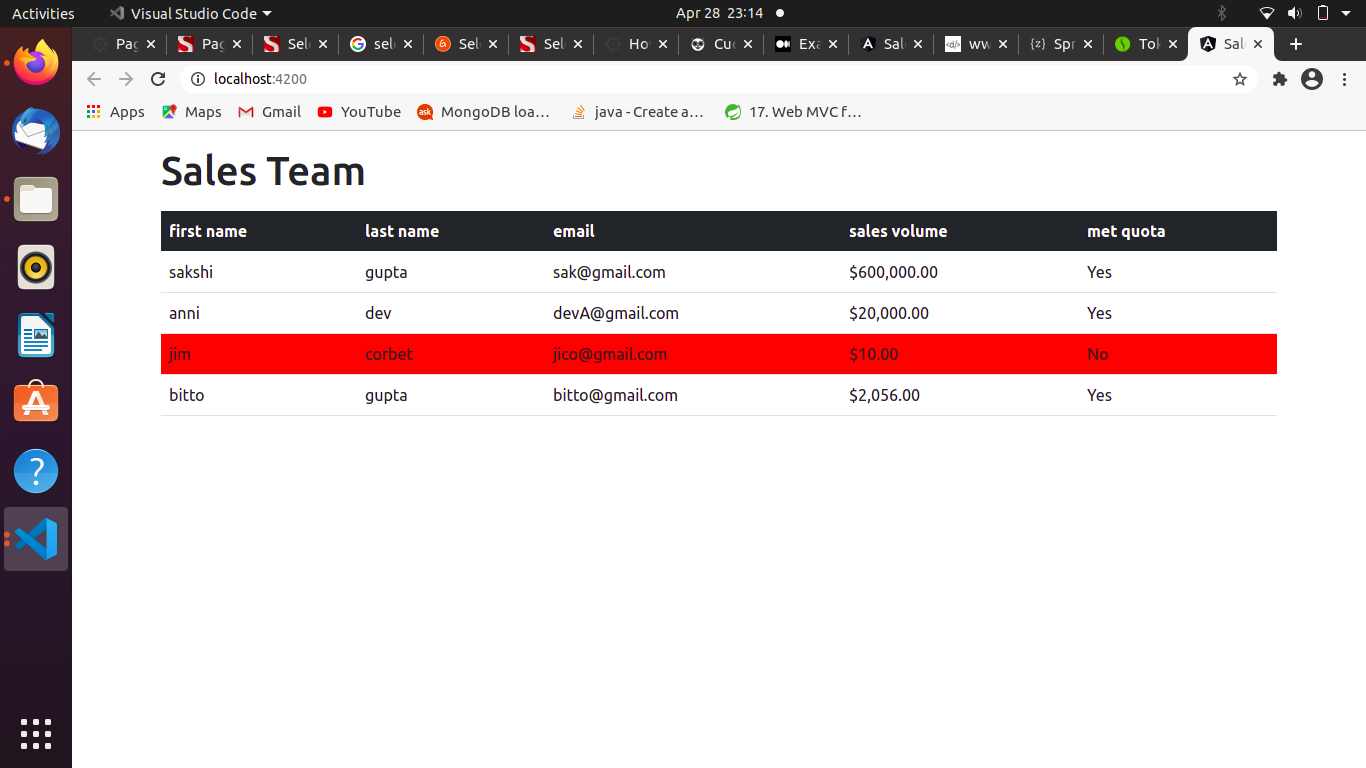 Activities Visual Studio Code Apr 28 23:14
Pag Pag Sele sele Sel Sel Ho Cuc Exa Sal ww Spr Tok Sal
localhost:4200
Apps Maps Gmail YouTube MongoDB loa... java - Create a... 17. Web MVC f...
Sales Team
first name last name email sales volume met quota
sakshi gupta sak@gmail.com $600,000.00 Yes
anni dev devA@gmail.com $20,000.00 Yes
jim corbet jico@gmail.com $10.00 No
bitto gupta bitto@gmail.com $2,056.00 Yes